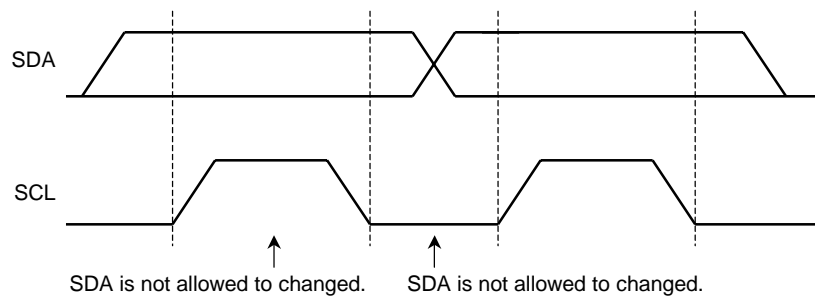 SDA
SCL
SDA is not allowed to changed.
SDA is not allowed to changed.